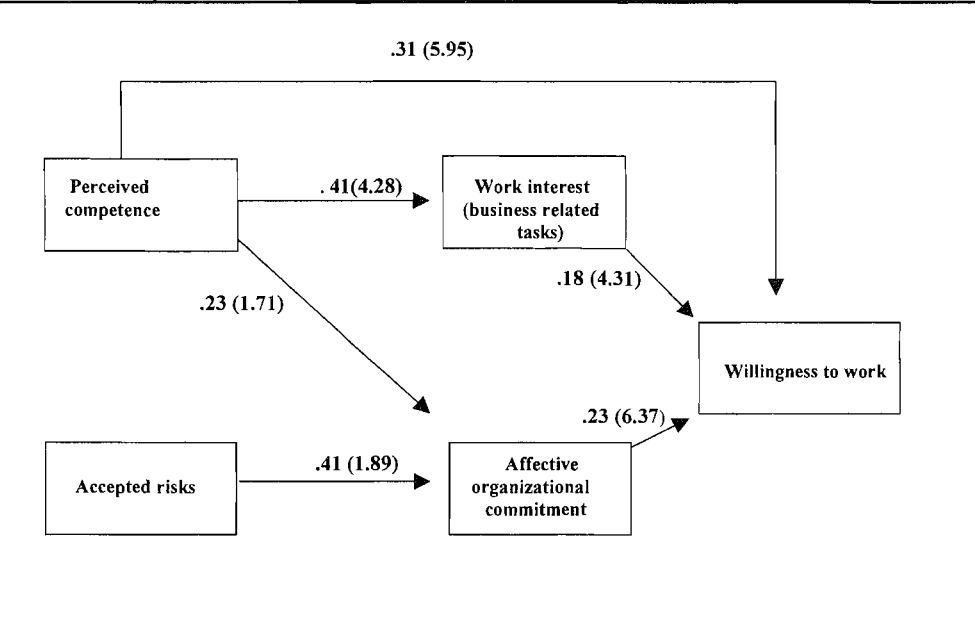 .31 (5.95)
Perceived
competence
. 41(4.28)
Work interest
(business related
tasks)
.18 (4.31)
.23 (1.71)
Willingness to work
.23 (6.37)
Accepted risks
.41 (1.89)
Affective
organizational
commitment